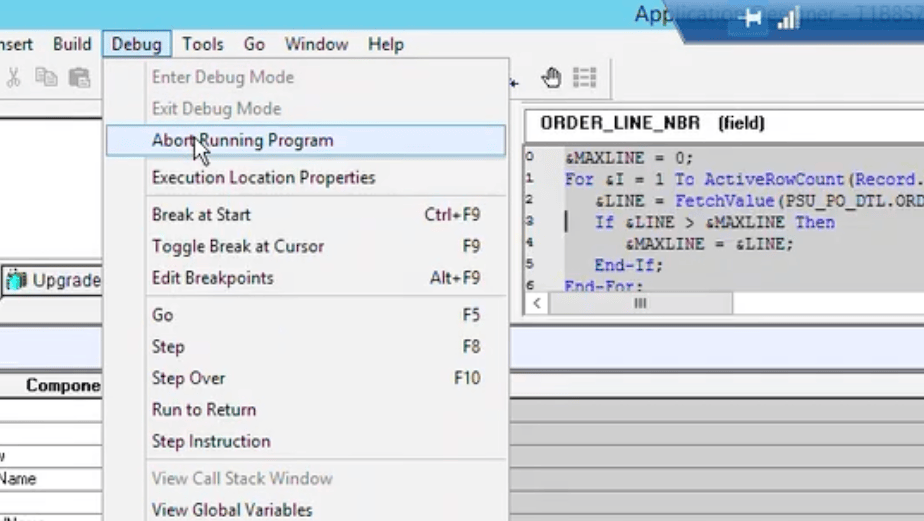 Application Designer - T1B857
Insert Build Debug Tools Go Window Help
Enter Debug Mode
Exit Debug Mode
Abort Running Program
Execution Location Properties
Break at Start Ctrl+F9
Toggle Break at Cursor F9
Edit Breakpoints Alt+F9
Go F5
Step F8
Step Over F10
Run to Return
Step Instruction
View Call Stack Window
View Global Variables
ORDER_LINE_NBR (field)
0 &MAXLINE = 0;
1 For &I = 1 To ActiveRowCount(Record.
2 &LINE = FetchValue(PSU_PO_DTL.ORD
3 If &LINE > &MAXLINE Then
4 &MAXLINE = &LINE;
5 End-If;
6 End-For;
Upgrade
Compone
Name